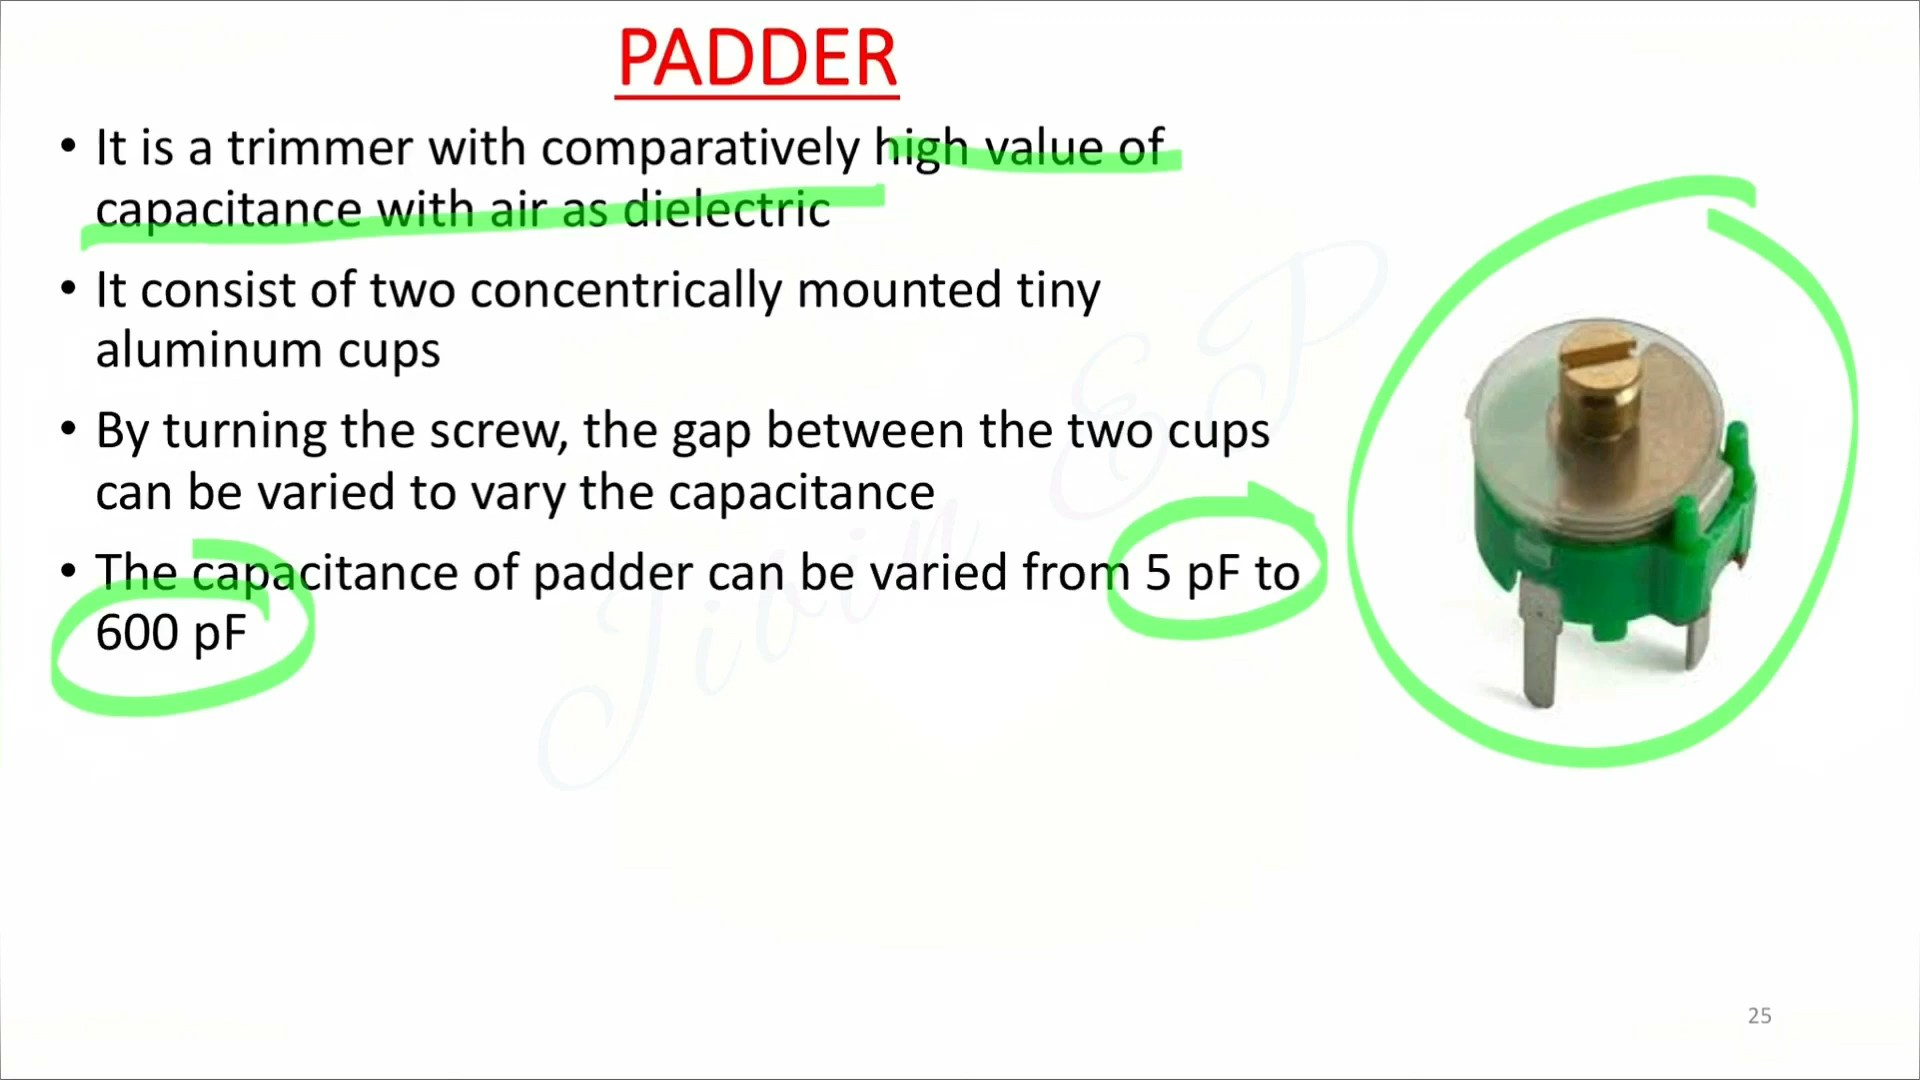 PADDER
• It is a trimmer with comparatively high value of
capacitance with air as dielectric
• It consist of two concentrically mounted tiny
aluminum cups
• By turning the screw, the gap between the two cups
can be varied to vary the capacitance
• The capacitance of padder can be varied from 5 pF to
600 pF
Jibin EP
25